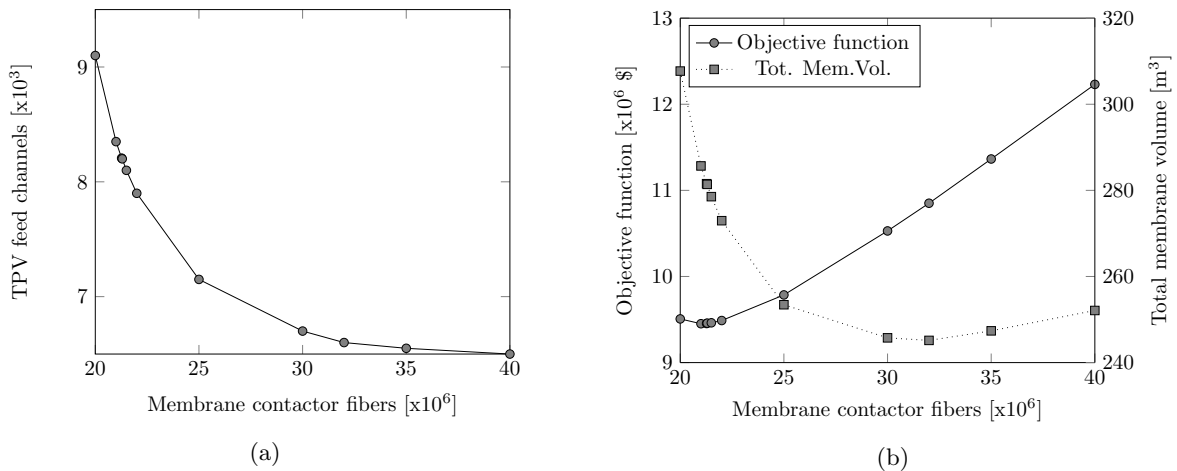 9
8
7
20
25
30
35
40
TPV feed channels [x10³]
Membrane contactor fibers [x10⁶]
(a)
13
12
11
10
9
20
25
30
35
40
320
300
280
260
240
Objective function [x10⁶ $]
Total membrane volume [m³]
Objective function
Tot. Mem.Vol.
Membrane contactor fibers [x10⁶]
(b)